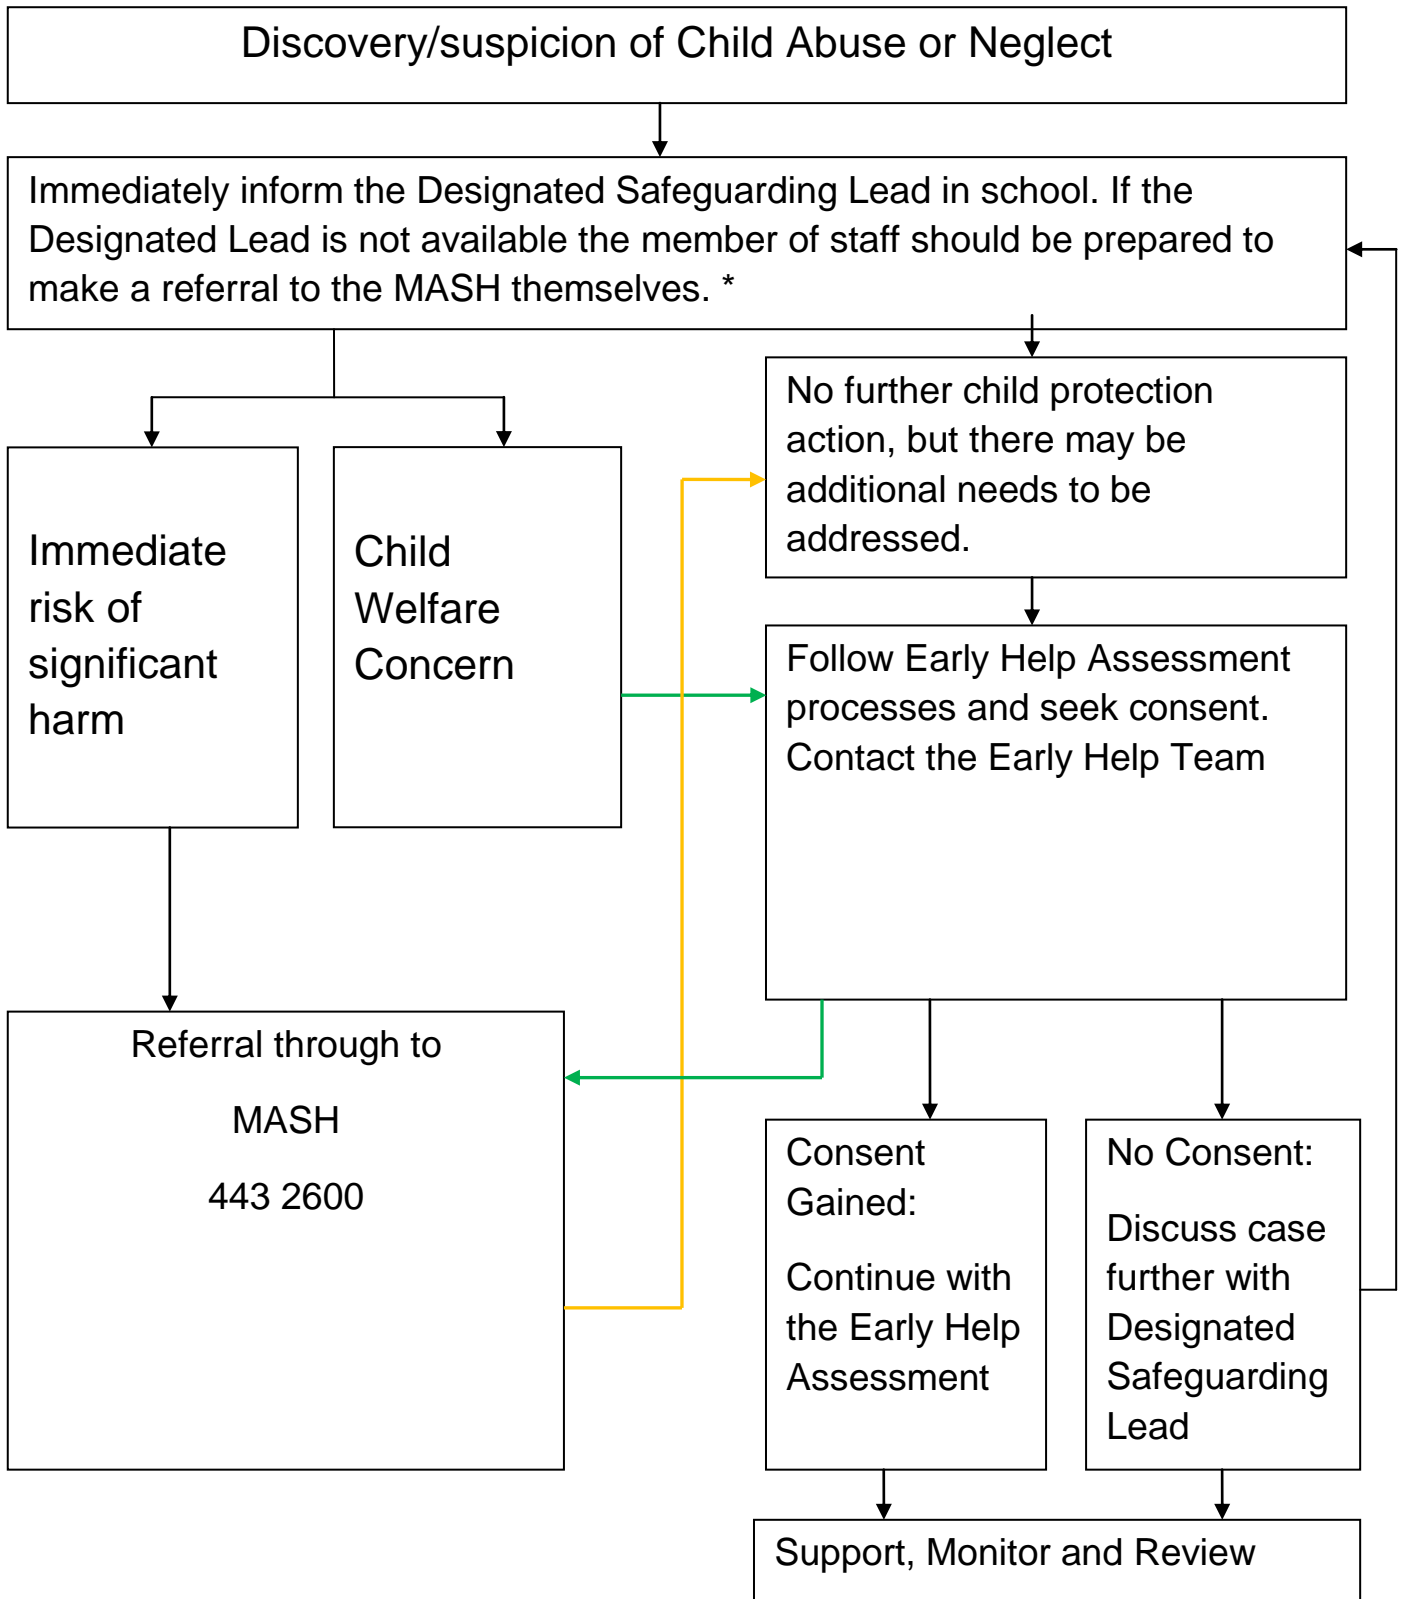 Discovery/suspicion of Child Abuse or Neglect
Immediately inform the Designated Safeguarding Lead in school. If the
Designated Lead is not available the member of staff should be prepared to
make a referral to the MASH themselves. *
No further child protection
action, but there may be
additional needs to be
addressed.
Immediate
risk of
significant
harm
Child
Welfare
Concern
Follow Early Help Assessment
processes and seek consent.
Contact the Early Help Team
Referral through to
MASH
443 2600
Consent
Gained:
Continue with
the Early Help
Assessment
No Consent:
Discuss case
further with
Designated
Safeguarding
Lead
Support, Monitor and Review